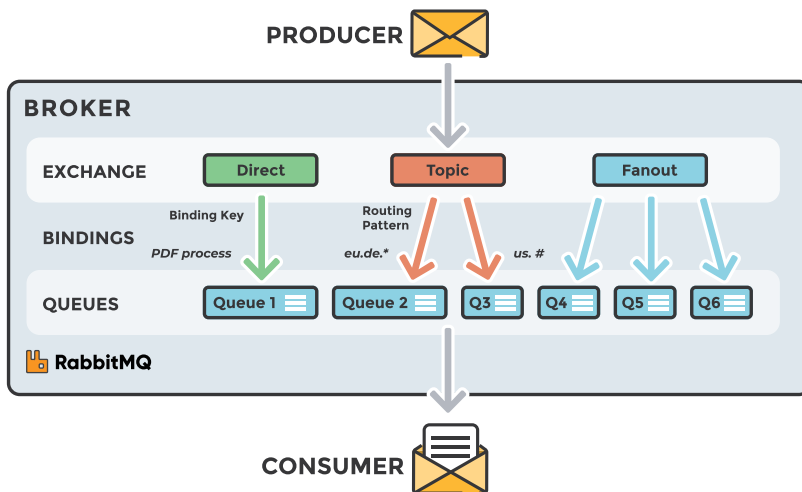 PRODUCER
BROKER
EXCHANGE
Direct
Topic
Fanout
BINDINGS
Binding Key
PDF process
Routing
Pattern
eu.de.*
us. #
QUEUES
Queue 1
Queue 2
Q3
Q4
Q5
Q6
RabbitMQ
CONSUMER